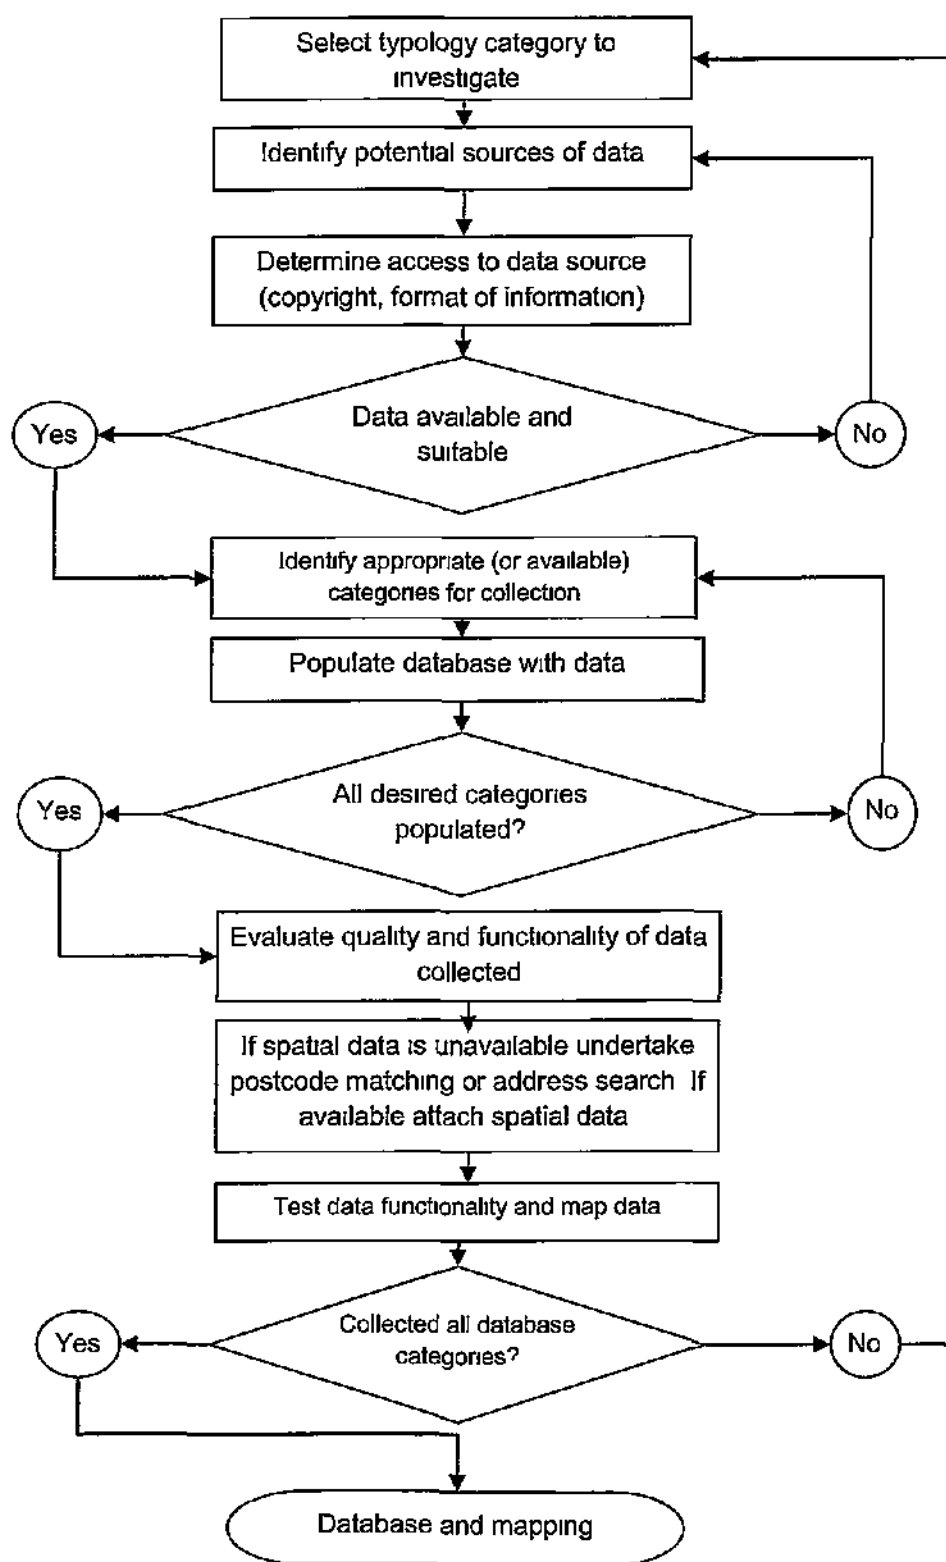 Select typology category to
investigate
Identify potential sources of data
Determine access to data source
(copyright, format of information)
Data available and
suitable
Yes
No
Identify appropriate (or available)
categories for collection
Populate database with data
All desired categories
populated?
Yes
No
Evaluate quality and functionality of data
collected
If spatial data is unavailable undertake
postcode matching or address search If
available attach spatial data
Test data functionality and map data
Collected all database
categories?
Yes
No
Database and mapping